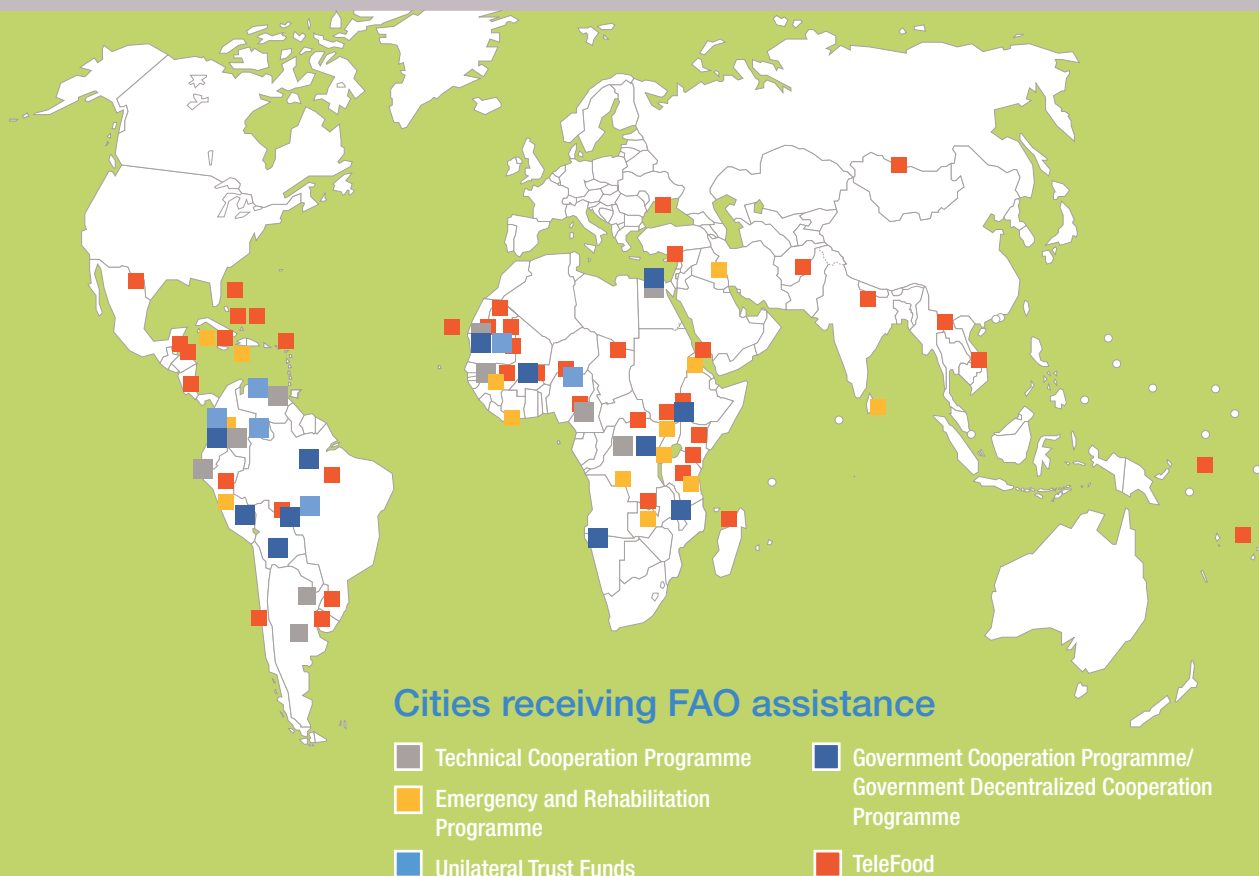 Cities receiving FAO assistance
Technical Cooperation Programme
Emergency and Rehabilitation
Programme
Unilateral Trust Funds
Government Cooperation Programme/
Government Decentralized Cooperation
Programme
TeleFood